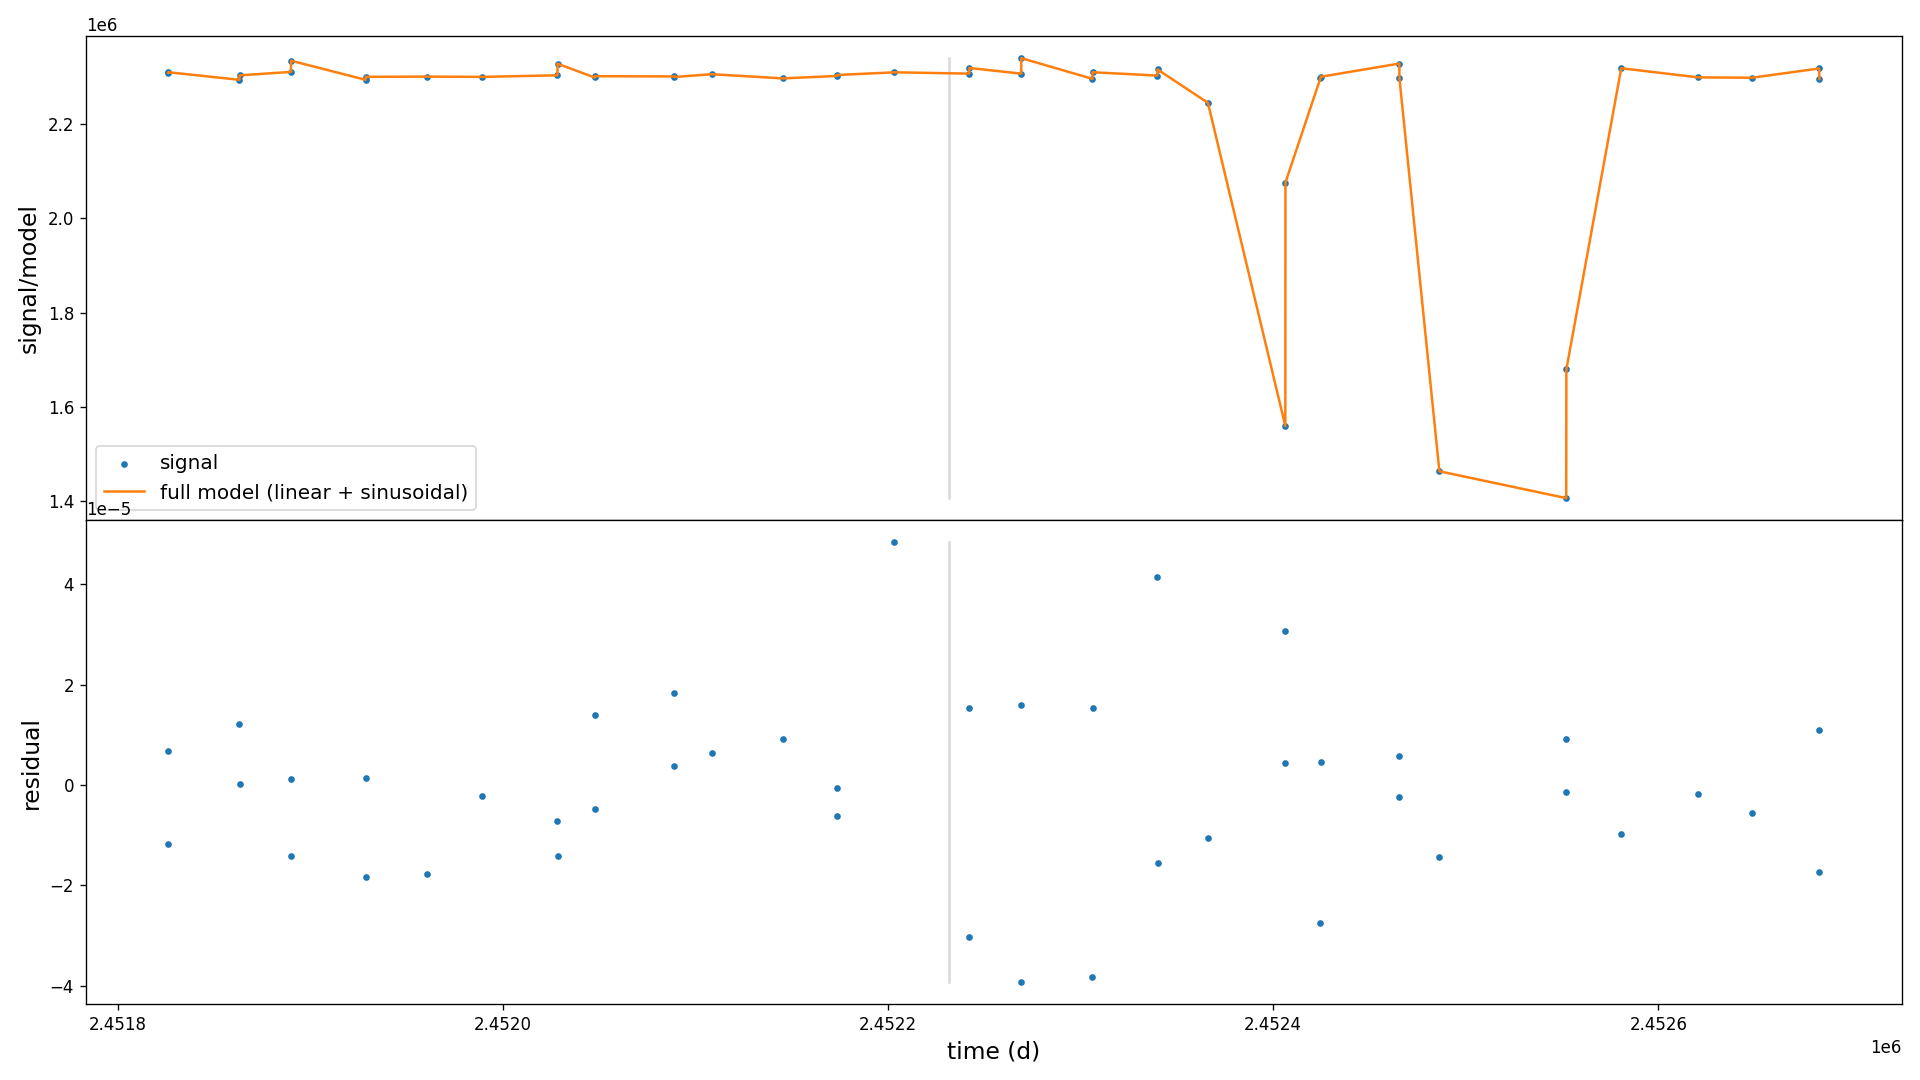 1e6
2.2
2.0
1.8
1.6
1.4
signal/model
signal
full model (linear + sinusoidal)
1e−5
4
2
0
−2
−4
residual
2.4518
2.4520
2.4522
2.4524
2.4526
time (d)
1e6